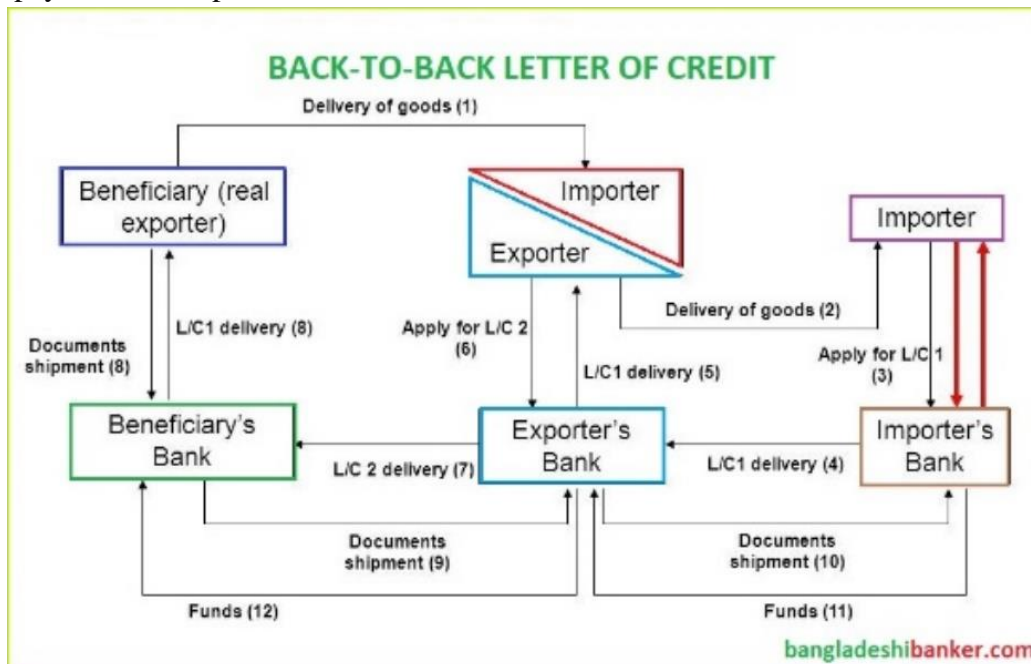 BACK-TO-BACK LETTER OF CREDIT
Delivery of goods (1)
Beneficiary (real
exporter)
Importer
Exporter
Importer
Delivery of goods (2)
Documents
shipment (8)
L/C1 delivery (8)
Apply for L/C 2
(6)
L/C1 delivery (5)
Apply for L/C 1
(3)
Beneficiary's
Bank
L/C 2 delivery (7)
Exporter's
Bank
L/C1 delivery (4)
Importer's
Bank
Documents
shipment (9)
Documents
shipment (10)
Funds (12)
Funds (11)
bangladeshibanker.com